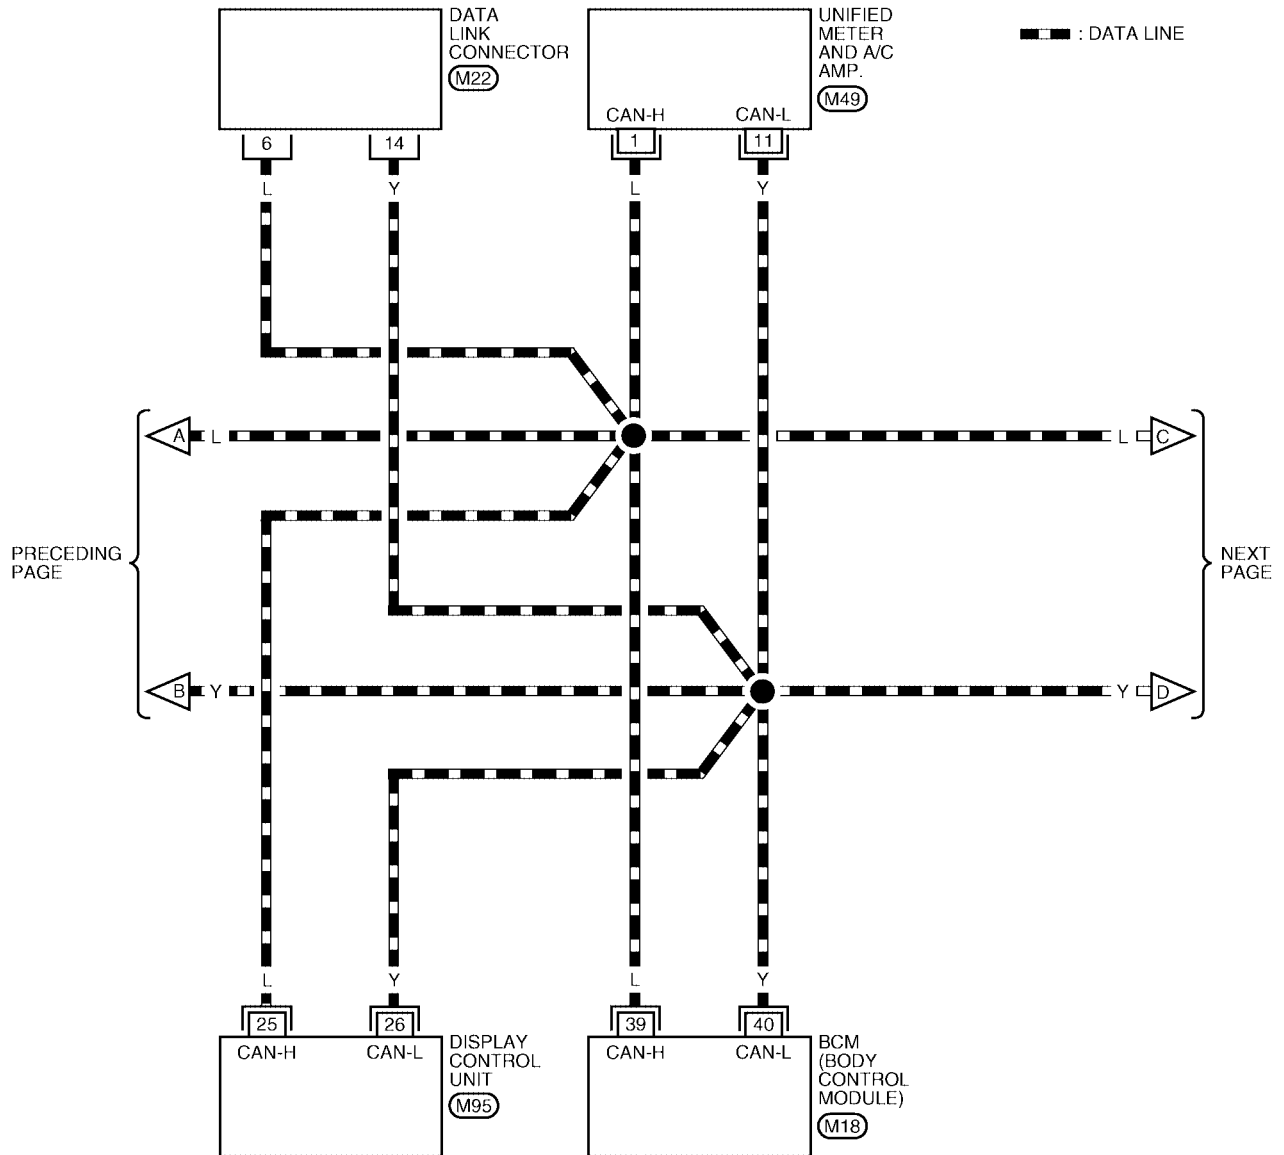 DATA
LINK
CONNECTOR
M22
UNIFIED
METER
AND A/C
AMP.
M49
: DATA LINE
CAN-H CAN-L
6 14 1 11
L Y L Y
A L L C
PRECEDING
PAGE
NEXT
PAGE
B Y Y D
L Y L Y
25 26 39 40
CAN-H CAN-L CAN-H CAN-L
DISPLAY
CONTROL
UNIT
M95
BCM
(BODY
CONTROL
MODULE)
M18